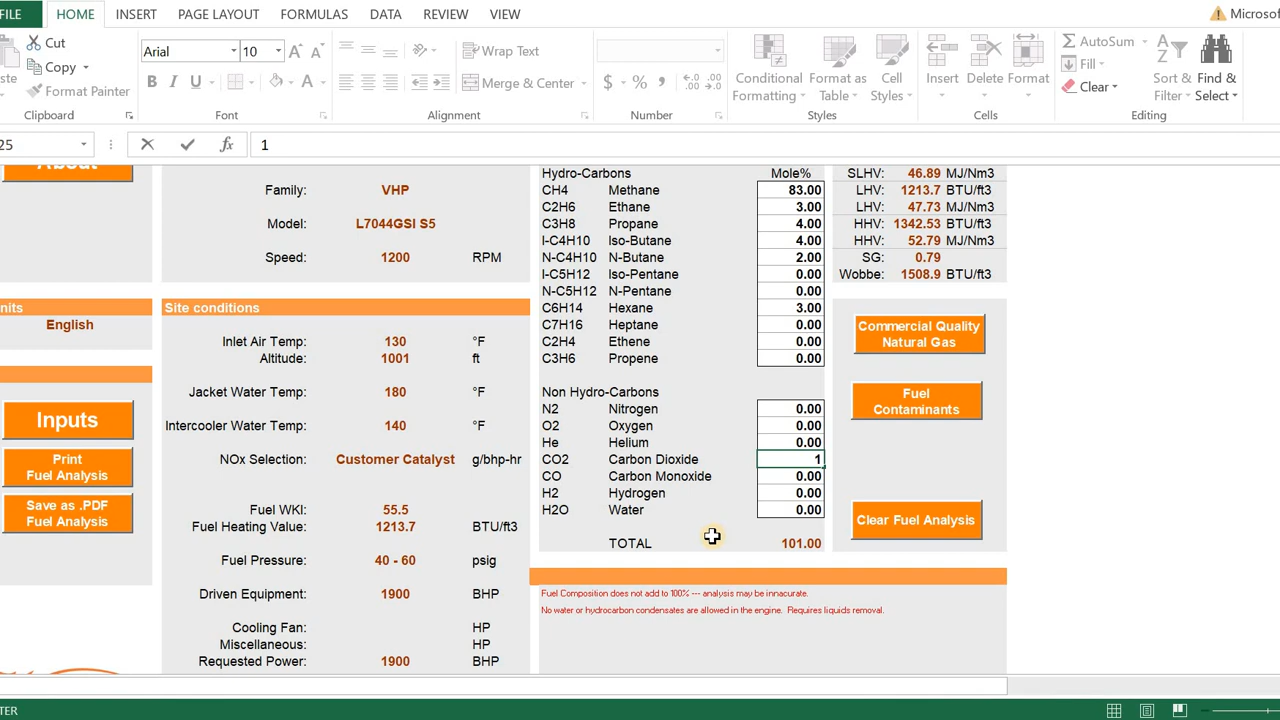 FILE HOME INSERT PAGE LAYOUT FORMULAS DATA REVIEW VIEW
Cut
Copy
Format Painter
Clipboard
Arial 10
B I U
Font
Wrap Text
Merge & Center
Alignment
$ %
Number
Formatting Table Styles
Format as
Cell
Styles
Insert Delete Format
Cells
AutoSum
Fill
Clear
Sort & Find &
Filter Select
Editing
25 fx 1
About
Family: VHP
Model: L7044GSI S5
Speed: 1200 RPM
English
Site conditions
Inlet Air Temp: 130 °F
Altitude: 1001 ft
Jacket Water Temp: 180 °F
Intercooler Water Temp: 140 °F
NOx Selection: Customer Catalyst g/bhp-hr
Fuel WKI: 55.5
Fuel Heating Value: 1213.7 BTU/ft3
Fuel Pressure: 40 - 60 psig
Driven Equipment: 1900 BHP
Cooling Fan: HP
Miscellaneous: HP
Requested Power: 1900 BHP
Inputs
Print
Fuel Analysis
Save as .PDF
Fuel Analysis
Hydro-Carbons Mole%
CH4 Methane 83.00
C2H6 Ethane 3.00
C3H8 Propane 4.00
I-C4H10 Iso-Butane 4.00
N-C4H10 N-Butane 2.00
I-C5H12 Iso-Pentane 0.00
N-C5H12 N-Pentane 0.00
C6H14 Hexane 3.00
C7H16 Heptane 0.00
C2H4 Ethene 0.00
C3H6 Propene 0.00
Non Hydro-Carbons
N2 Nitrogen 0.00
O2 Oxygen 0.00
He Helium 0.00
CO2 Carbon Dioxide 1
CO Carbon Monoxide 0.00
H2 Hydrogen 0.00
H2O Water 0.00
TOTAL 101.00
SLHV: 46.89 MJ/Nm3
LHV: 1213.7 BTU/ft3
LHV: 47.73 MJ/Nm3
HHV: 1342.53 BTU/ft3
HHV: 52.79 MJ/Nm3
SG: 0.79
Wobbe: 1508.9 BTU/ft3
Commercial Quality
Natural Gas
Fuel
Contaminants
Clear Fuel Analysis
Fuel Composition does not add to 100% --- analysis may be innacurate.
No water or hydrocarbon condensates are allowed in the engine. Requires liquids removal.